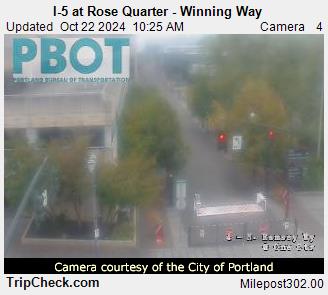 I-5 at Rose Quarter - Winning Way
Updated Oct 22 2024 10:25 AM Camera 4
PBOT
PORTLAND BUREAU OF TRANSPORTATION
Camera courtesy of the City of Portland
TripCheck.com Milepost302.00